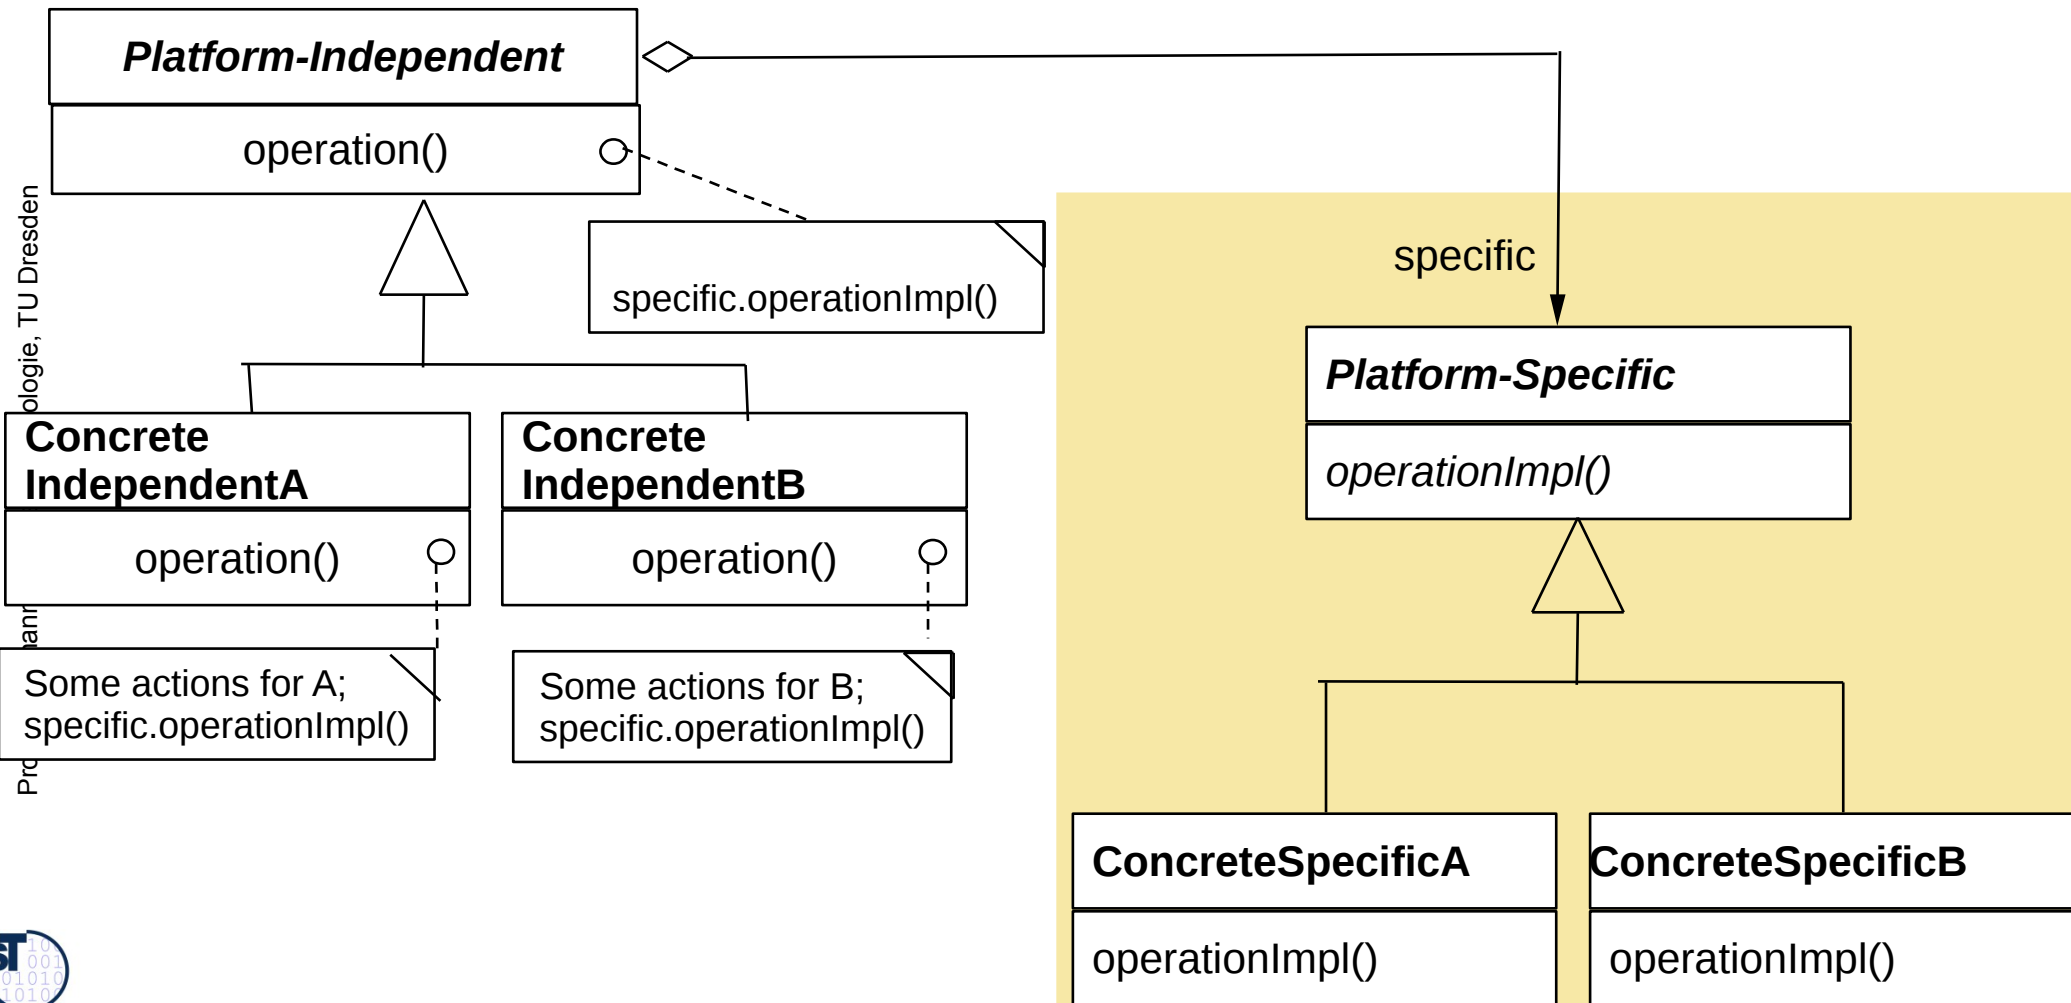 Platform-Independent
operation()
specific.operationImpl()
specific
Platform-Specific
operationImpl()
Concrete
IndependentA
operation()
Concrete
IndependentB
operation()
Some actions for A;
specific.operationImpl()
Some actions for B;
specific.operationImpl()
ConcreteSpecificA
operationImpl()
ConcreteSpecificB
operationImpl()
TU Dresden